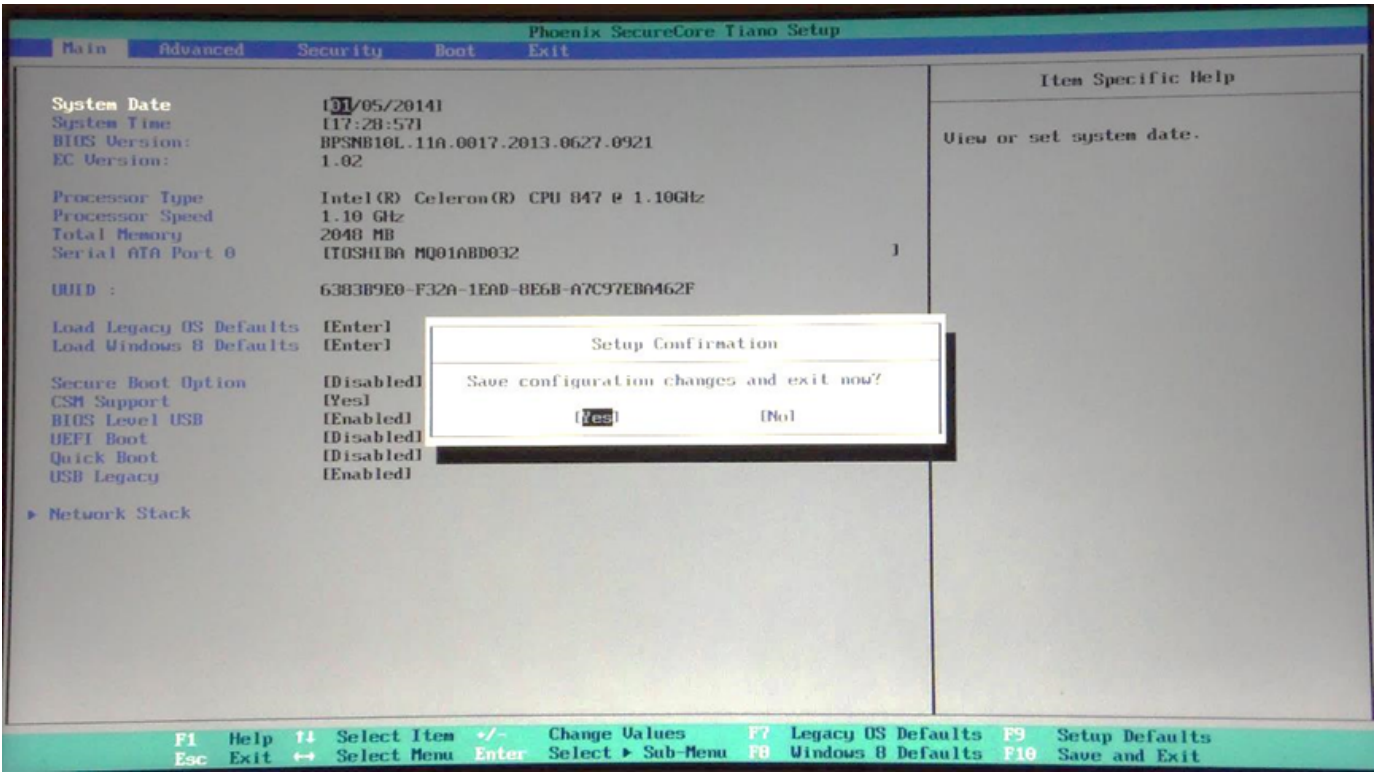 Phoenix SecureCore Tiano Setup
Main Advanced Security Boot Exit
Item Specific Help
System Date [01/05/2014]
System Time [17:28:57]
View or set system date.
BIOS Version: BPSNB10L.11A.0017.2013.0627.0921
EC Version: 1.02
Processor Type Intel(R) Celeron(R) CPU 847 @ 1.10GHz
Processor Speed 1.10 GHz
Total Memory 2048 MB
Serial ATA Port 0 [TOSHIBA MQ01ABD032 ]
UUID : 6383B9E0-F32A-1EAD-8E6B-A7C97EBA462F
Load Legacy OS Defaults [Enter]
Load Windows 8 Defaults [Enter]
Secure Boot Option [Disabled]
CSM Support [Yes]
BIOS Level USB [Enabled]
UEFI Boot [Disabled]
Quick Boot [Disabled]
USB Legacy [Enabled]
Network Stack
Setup Confirmation
Save configuration changes and exit now?
[Yes] [No]
F1 Help ↑↓ Select Item +/- Change Values F7 Legacy OS Defaults F9 Setup Defaults
Esc Exit ↔ Select Menu Enter Select ▶ Sub-Menu F8 Windows 8 Defaults F10 Save and Exit